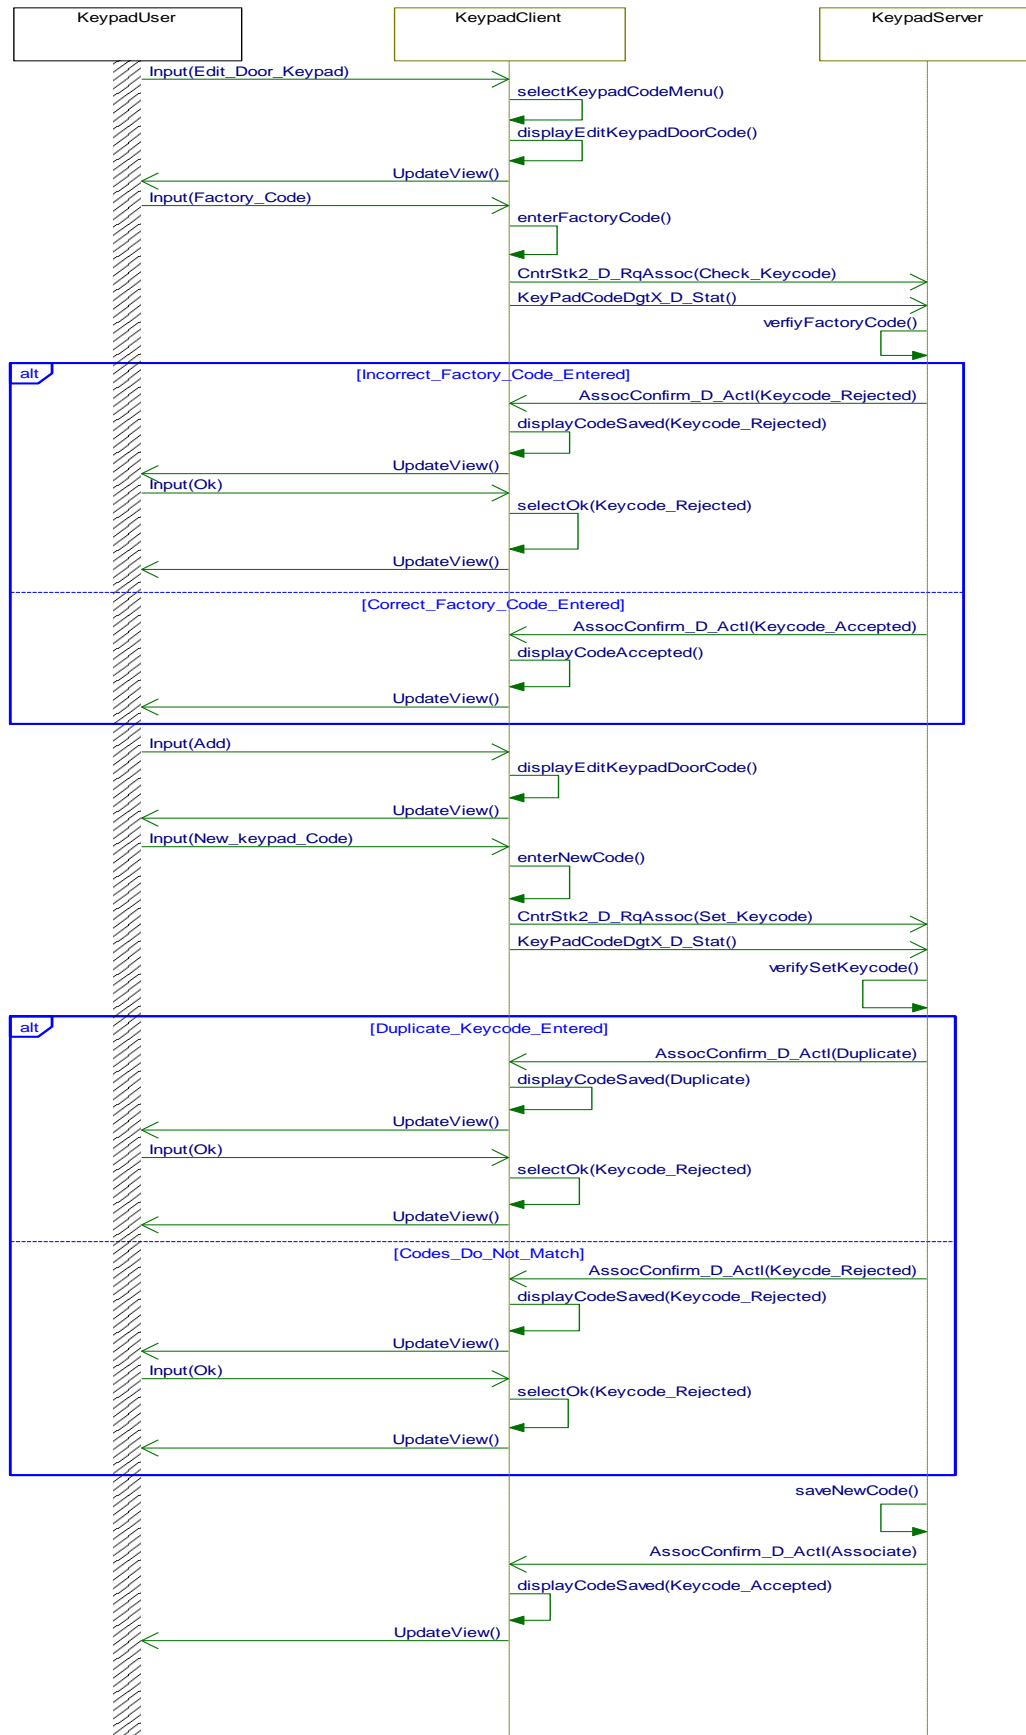 KeypadUser
KeypadClient
KeypadServer
Input(Edit_Door_Keypad)
selectKeypadCodeMenu()
displayEditKeypadDoorCode()
UpdateView()
Input(Factory_Code)
enterFactoryCode()
CntrStk2_D_RqAssoc(Check_Keycode)
KeyPadCodeDgtX_D_Stat()
verfiyFactoryCode()
alt
[Incorrect_Factory_Code_Entered]
AssocConfirm_D_Actl(Keycode_Rejected)
displayCodeSaved(Keycode_Rejected)
UpdateView()
Input(Ok)
selectOk(Keycode_Rejected)
UpdateView()
[Correct_Factory_Code_Entered]
AssocConfirm_D_Actl(Keycode_Accepted)
displayCodeAccepted()
UpdateView()
Input(Add)
displayEditKeypadDoorCode()
UpdateView()
Input(New_keypad_Code)
enterNewCode()
CntrStk2_D_RqAssoc(Set_Keycode)
KeyPadCodeDgtX_D_Stat()
verifySetKeycode()
alt
[Duplicate_Keycode_Entered]
AssocConfirm_D_Actl(Duplicate)
displayCodeSaved(Duplicate)
UpdateView()
Input(Ok)
selectOk(Keycode_Rejected)
UpdateView()
[Codes_Do_Not_Match]
AssocConfirm_D_Actl(Keycde_Rejected)
displayCodeSaved(Keycode_Rejected)
UpdateView()
Input(Ok)
selectOk(Keycode_Rejected)
UpdateView()
saveNewCode()
AssocConfirm_D_Actl(Associate)
displayCodeSaved(Keycode_Accepted)
UpdateView()